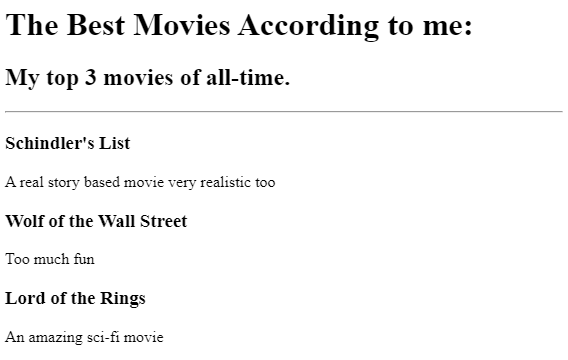 The Best Movies According to me:
My top 3 movies of all-time.
Schindler's List
A real story based movie very realistic too
Wolf of the Wall Street
Too much fun
Lord of the Rings
An amazing sci-fi movie